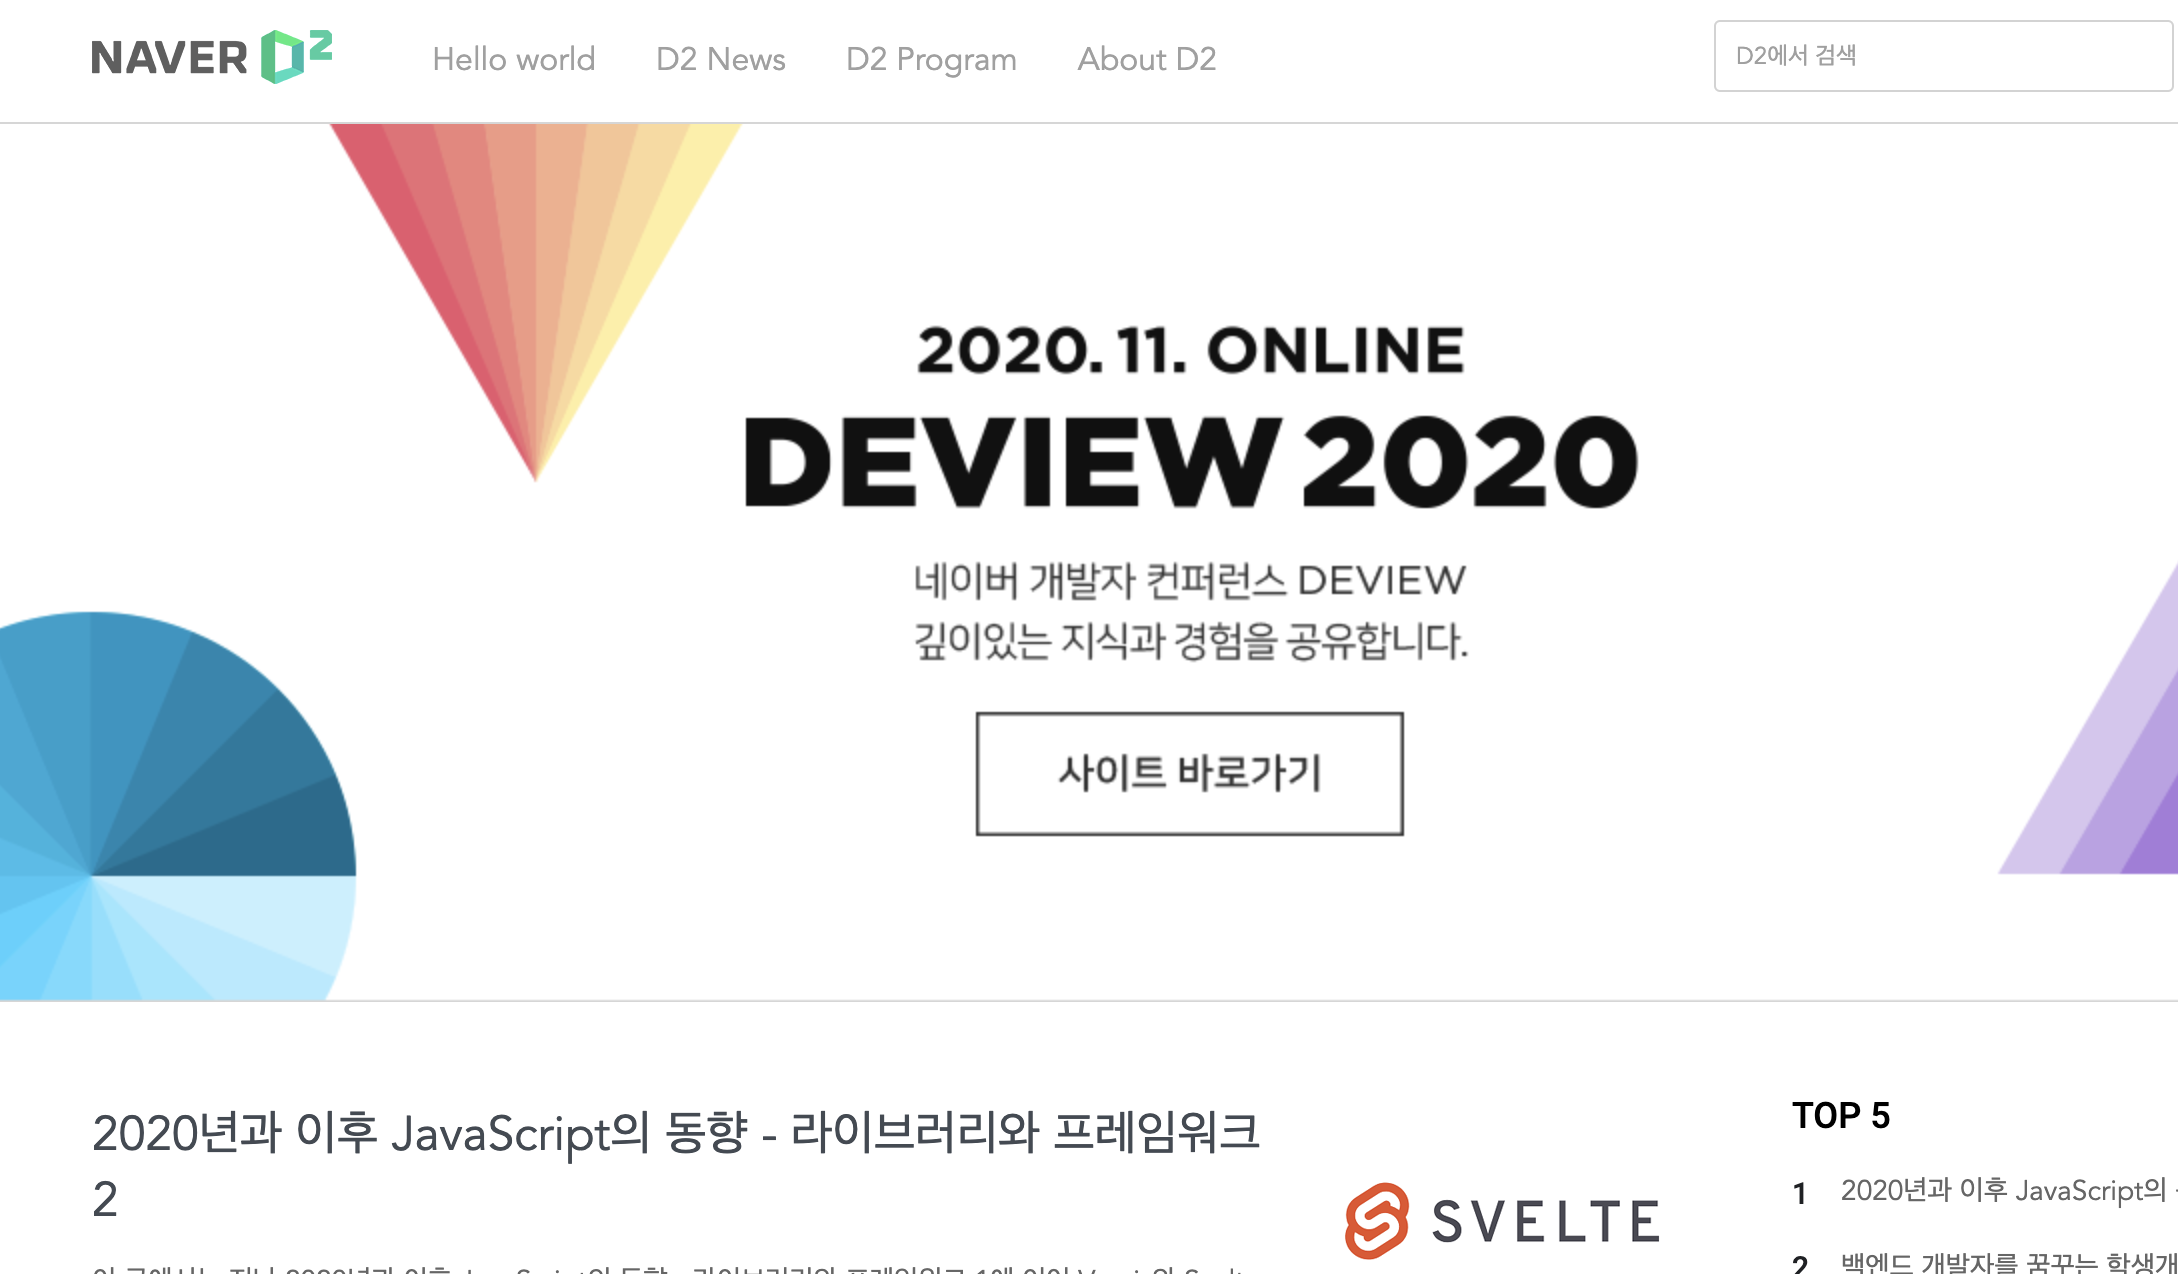 NAVER D2
Hello world
D2 News
D2 Program
About D2
D2에서 검색
2020. 11. ONLINE
DEVIEW 2020
네이버 개발자 컨퍼런스 DEVIEW
깊이있는 지식과 경험을 공유합니다.
사이트 바로가기
2020년과 이후 JavaScript의 동향 - 라이브러리와 프레임워크
2
SVELTE
TOP 5
1 2020년과 이후 JavaScript의
2 백엔드 개발자를 꿈꾸는 학생개